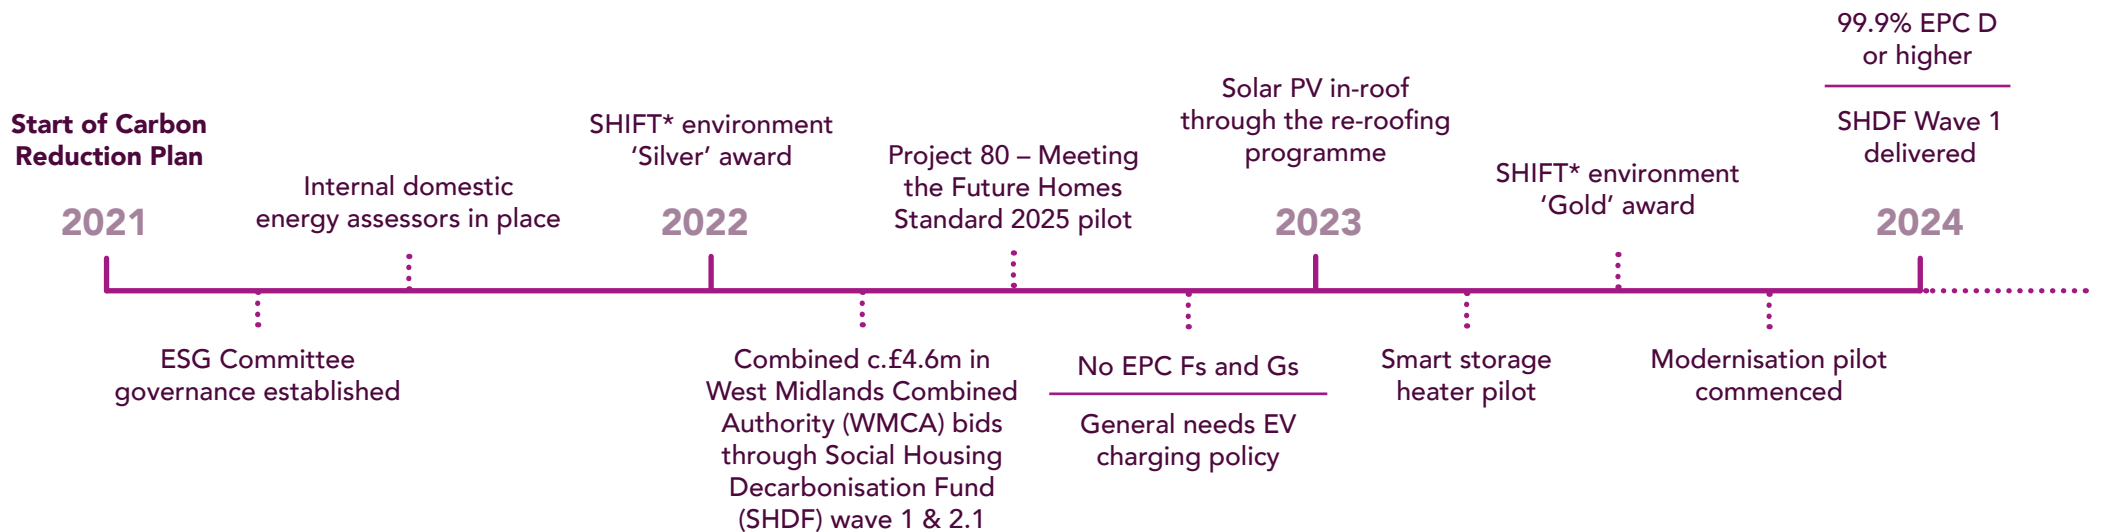 Start of Carbon
Reduction Plan
2021
ESG Committee
governance established
Internal domestic
energy assessors in place
SHIFT* environment
‘Silver’ award
2022
Combined c.£4.6m in
West Midlands Combined
Authority (WMCA) bids
through Social Housing
Decarbonisation Fund
(SHDF) wave 1 & 2.1
Project 80 – Meeting
the Future Homes
Standard 2025 pilot
No EPC Fs and Gs
General needs EV
charging policy
Solar PV in-roof
through the re-roofing
programme
2023
Smart storage
heater pilot
SHIFT* environment
‘Gold’ award
Modernisation pilot
commenced
99.9% EPC D
or higher
SHDF Wave 1
delivered
2024